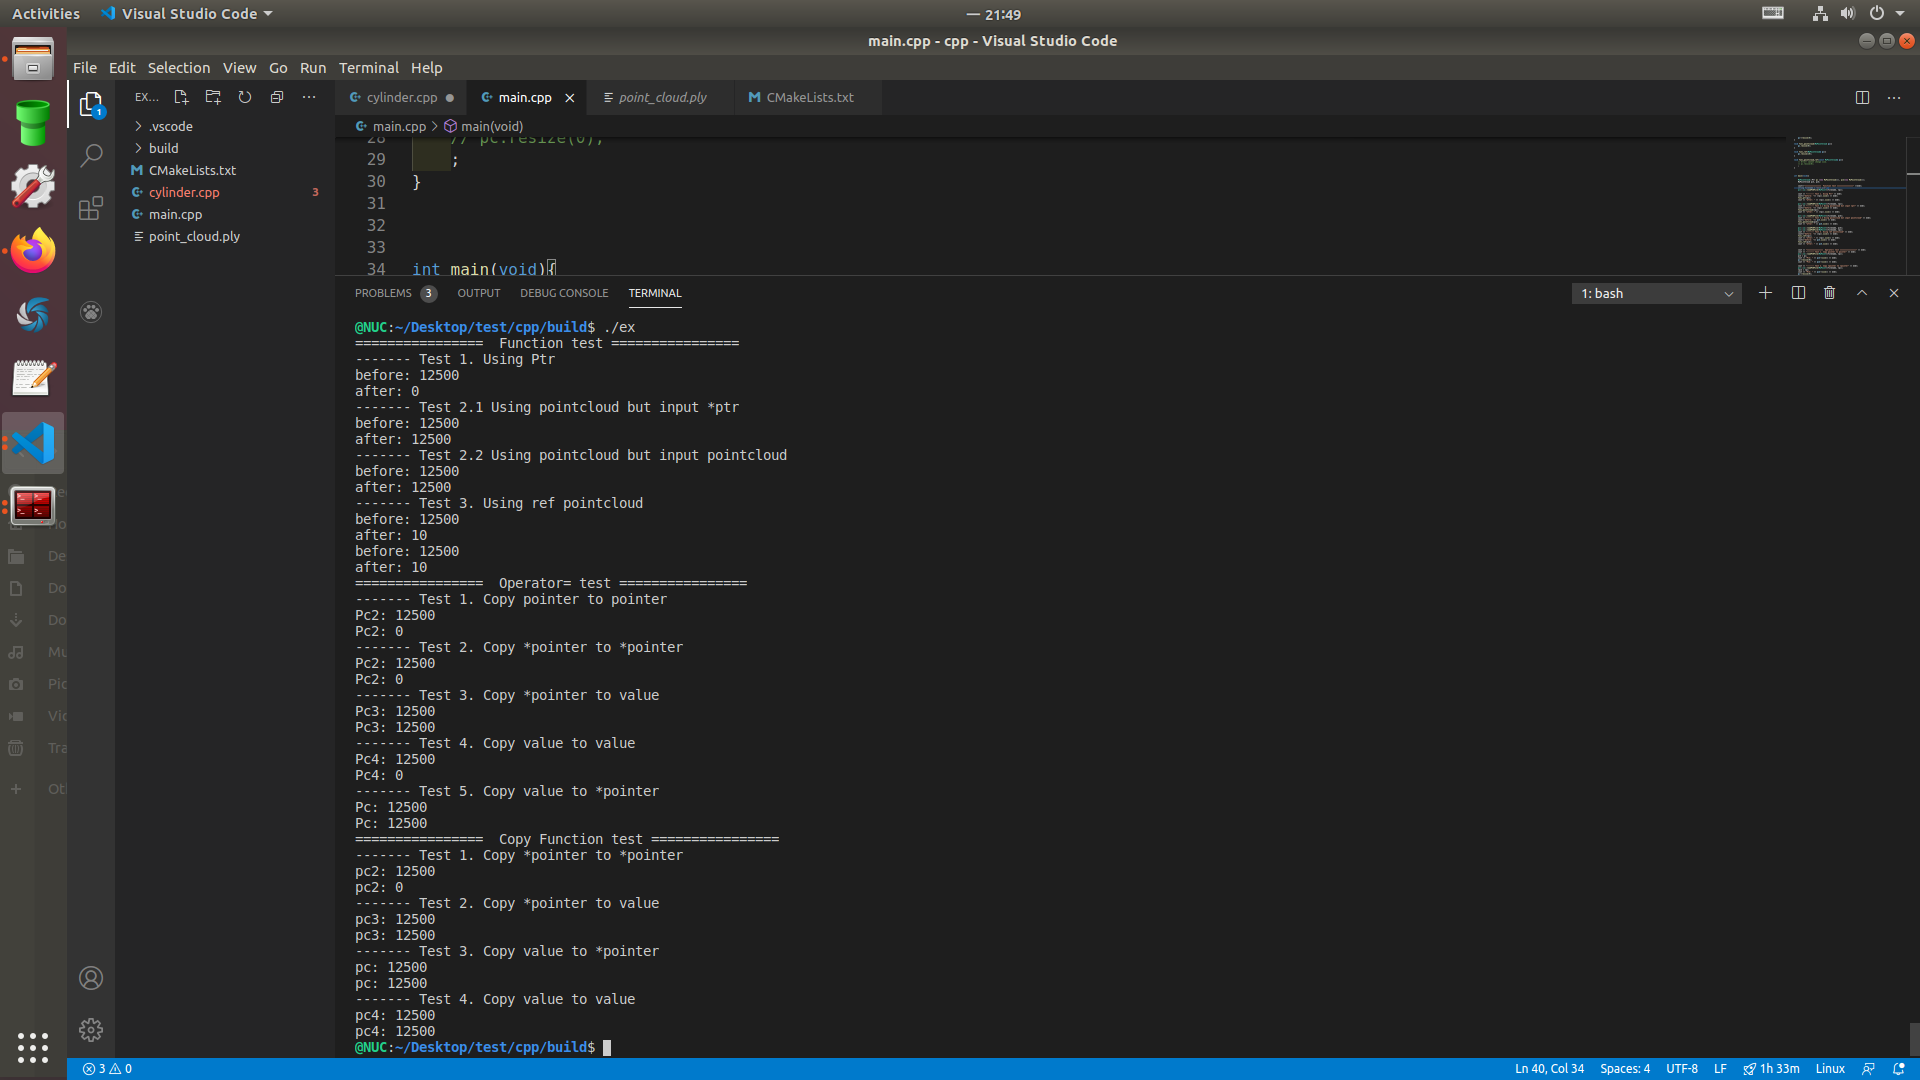 Activities
Visual Studio Code
21:49
main.cpp - cpp - Visual Studio Code
File Edit Selection View Go Run Terminal Help
EX...
cylinder.cpp
main.cpp
point_cloud.ply
CMakeLists.txt
main.cpp > main(void)
.vscode
build
CMakeLists.txt
cylinder.cpp 3
main.cpp
point_cloud.ply
28 // pc.resize(0);
29 ;
30 }
31
32
33
34 int main(void){
PROBLEMS 3 OUTPUT DEBUG CONSOLE TERMINAL
1: bash
@NUC:~/Desktop/test/cpp/build$ ./ex
================  Function test ================
------- Test 1. Using Ptr
before: 12500
after: 0
------- Test 2.1 Using pointcloud but input *ptr
before: 12500
after: 12500
------- Test 2.2 Using pointcloud but input pointcloud
before: 12500
after: 12500
------- Test 3. Using ref pointcloud
before: 12500
after: 10
before: 12500
after: 10
================  Operator= test ================
------- Test 1. Copy pointer to pointer
Pc2: 12500
Pc2: 0
------- Test 2. Copy *pointer to *pointer
Pc2: 12500
Pc2: 0
------- Test 3. Copy *pointer to value
Pc3: 12500
Pc3: 12500
------- Test 4. Copy value to value
Pc4: 12500
Pc4: 0
------- Test 5. Copy value to *pointer
Pc: 12500
Pc: 12500
================  Copy Function test ================
------- Test 1. Copy *pointer to *pointer
pc2: 12500
pc2: 0
------- Test 2. Copy *pointer to value
pc3: 12500
pc3: 12500
------- Test 3. Copy value to *pointer
pc: 12500
pc: 12500
------- Test 4. Copy value to value
pc4: 12500
pc4: 12500
@NUC:~/Desktop/test/cpp/build$
De
Do
Do
Mu
Pic
Vic
Tra
Ot
1
3 0
Ln 40, Col 34 Spaces: 4 UTF-8 LF 1h 33m Linux